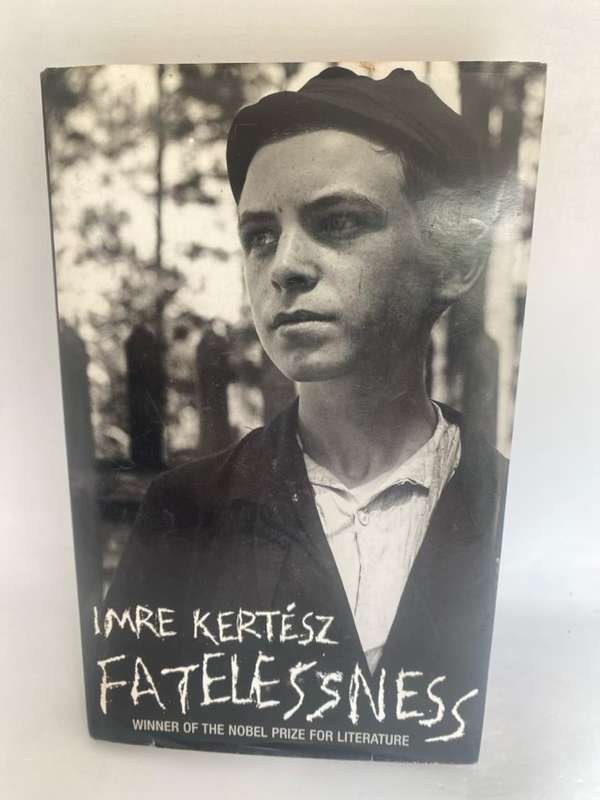 IMRE KERTÉSZ
FATELESSNESS
WINNER OF THE NOBEL PRIZE FOR LITERATURE